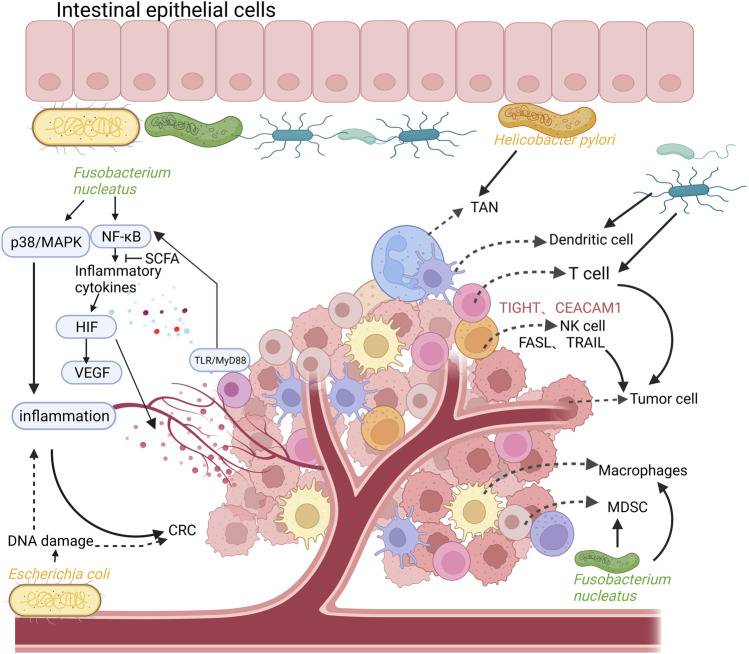 Intestinal epithelial cells
Helicobacter pylori
Fusobacterium
nucleatus
p38/MAPK
NF-κB
SCFA
Inflammatory
cytokines
HIF
VEGF
TLR/MyD88
inflammation
DNA damage
CRC
Escherichja coli
TAN
Dendritic cell
T cell
TIGHT、CEACAM1
NK cell
FASL、TRAIL
Tumor cell
Macrophages
MDSC
Fusobacterium
nucleatus